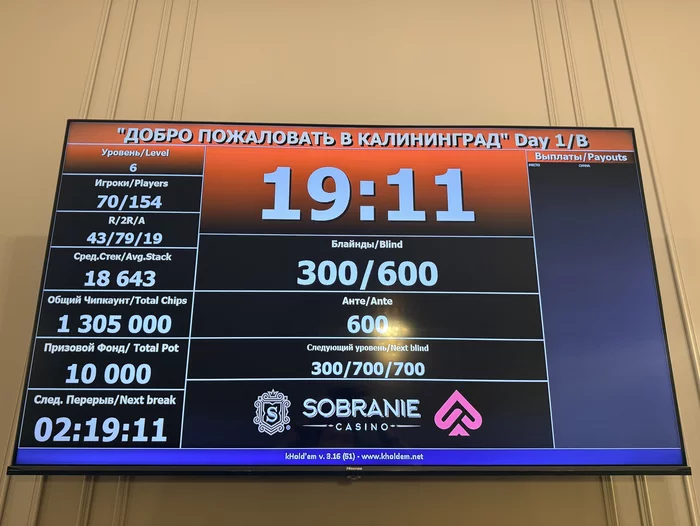 "ДОБРО ПОЖАЛОВАТЬ В КАЛИНИНГРАД" Day 1/B
Уровень/Level
6
Игроки/Players
70/154
R/2R/A
43/79/19
Сред.Стек/Avg.Stack
18 643
Общий Чипкаунт/Total Chips
1 305 000
Призовой Фонд/ Total Pot
10 000
След. Перерыв/Next break
02:19:11
19:11
Блайнды/Blind
300/600
Анте/Ante
600
Следующий уровень/Next blind
300/700/700
S
SOBRANIE
CASINO
Выплаты/Payouts
kHold'em v. 3.16 (51) - www.kholdem.net
Hisense